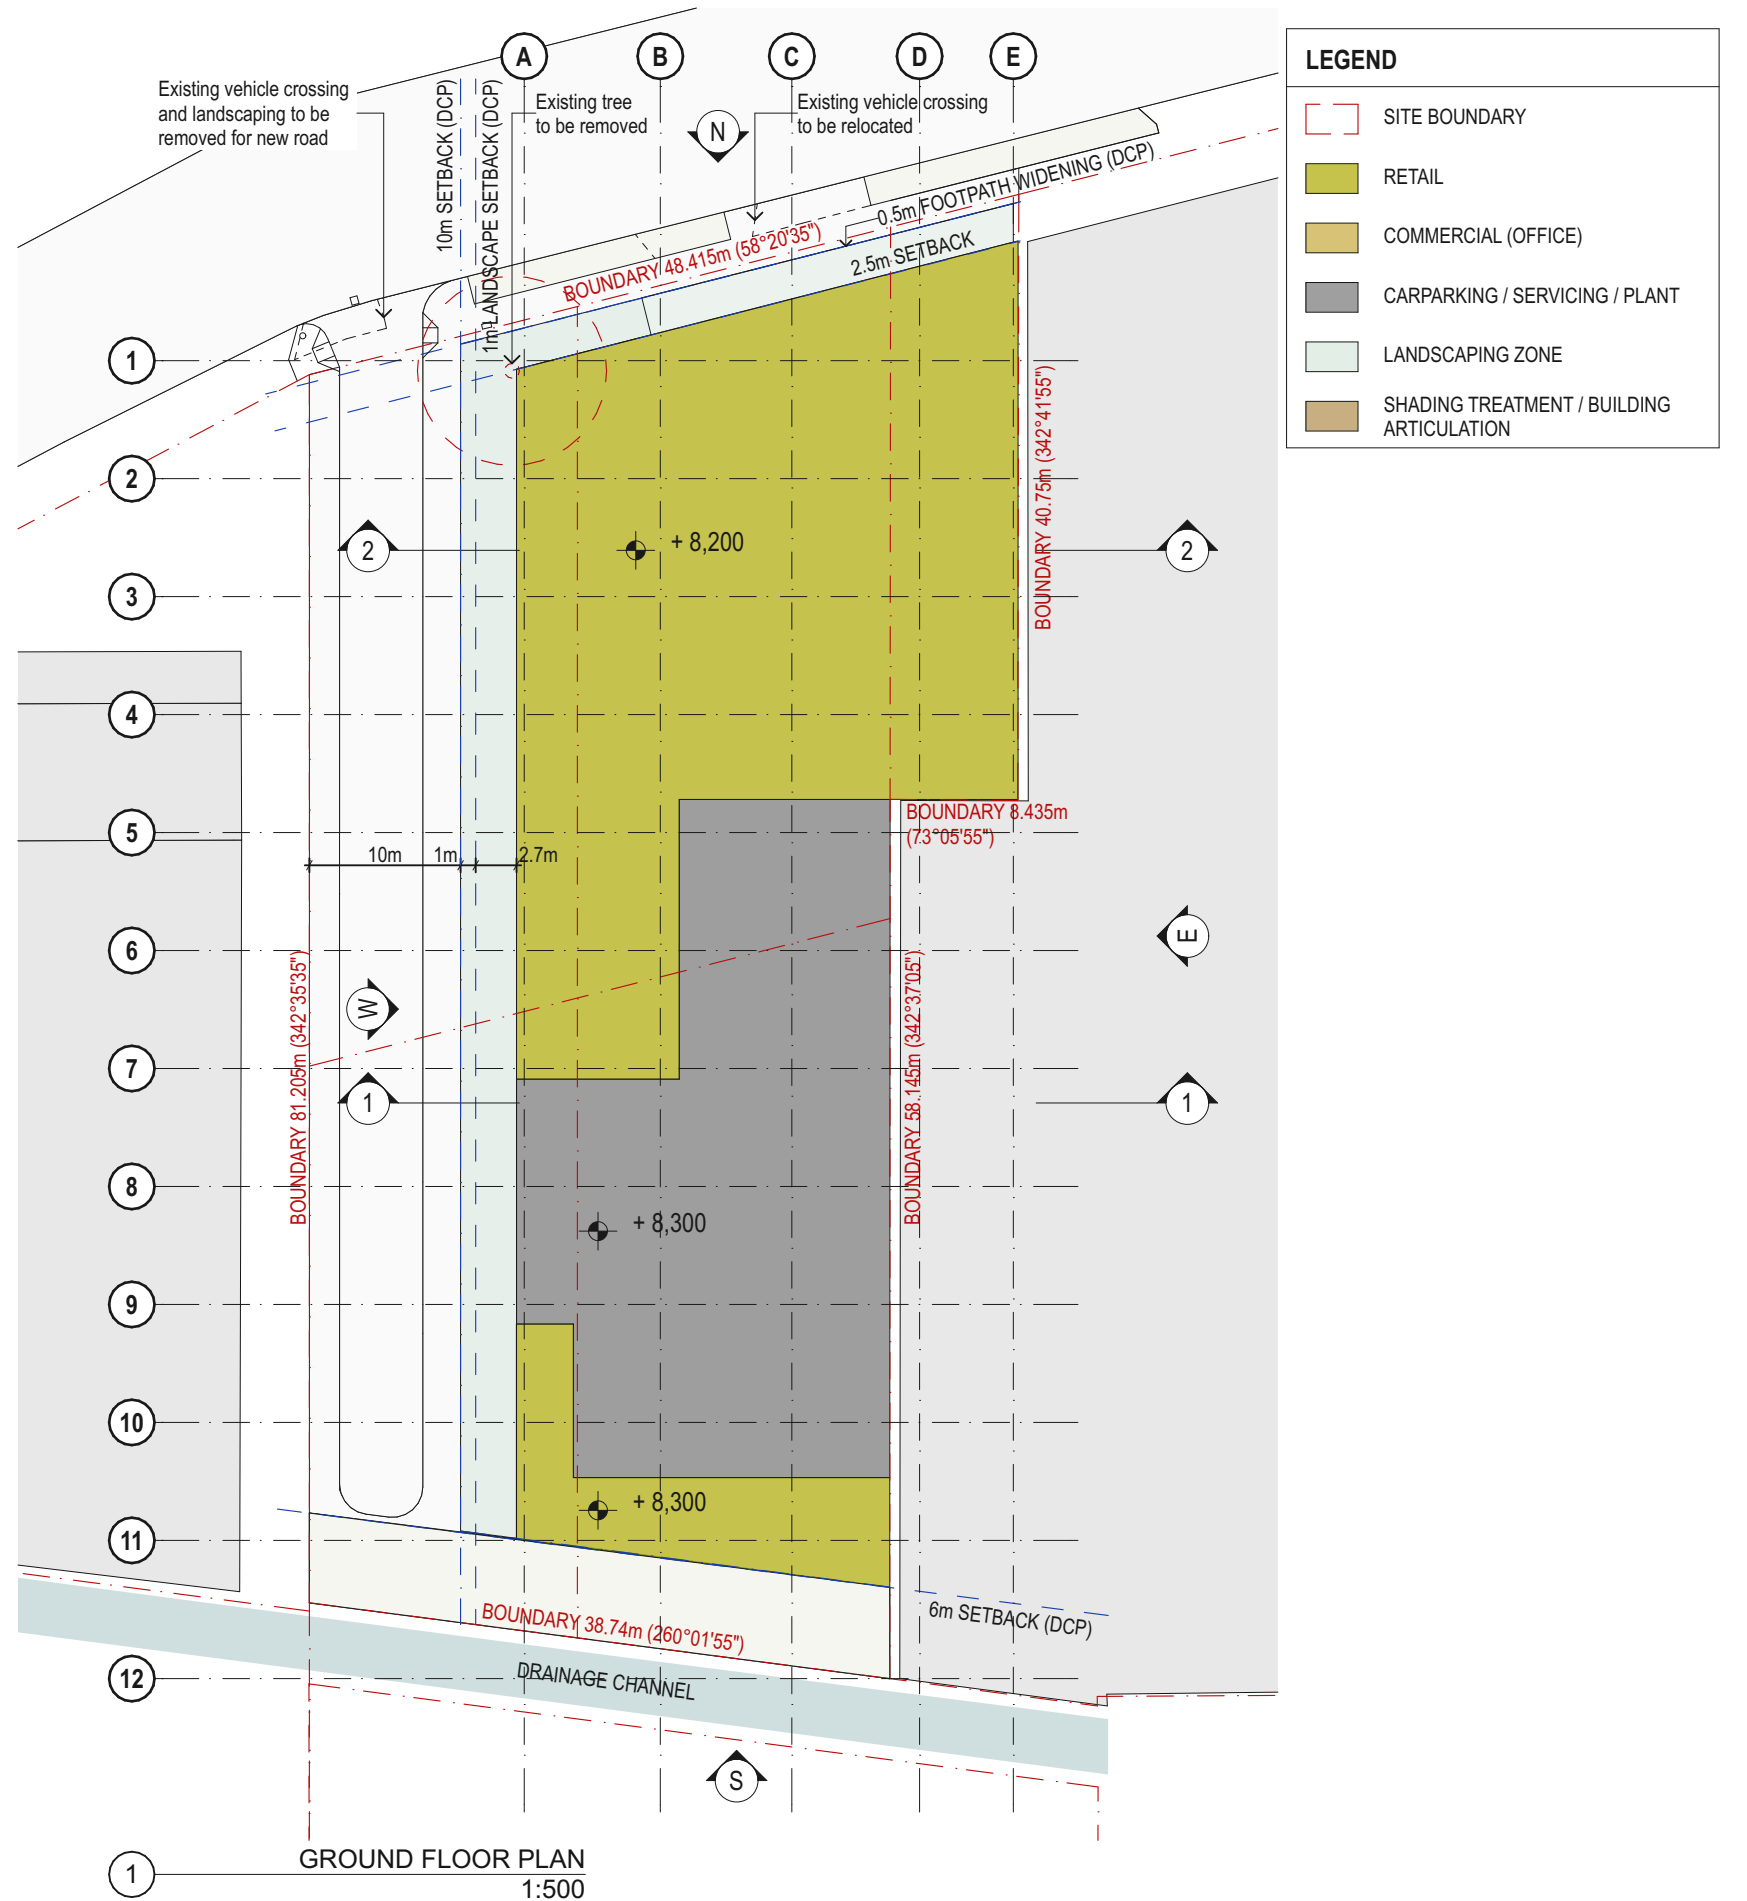 A
B
C
D
E
LEGEND
SITE BOUNDARY
RETAIL
COMMERCIAL (OFFICE)
CARPARKING / SERVICING / PLANT
LANDSCAPING ZONE
SHADING TREATMENT / BUILDING
ARTICULATION
Existing vehicle crossing
and landscaping to be
removed for new road
10m SETBACK (DCP)
1m LANDSCAPE SETBACK (DCP)
Existing tree
to be removed
N
Existing vehicle crossing
to be relocated
0.5m FOOTPATH WIDENING (DCP)
BOUNDARY 48.415m (58°20'35")
2.5m SETBACK
1
2
3
4
5
6
7
8
9
10
11
12
BOUNDARY 40.75m (342°41'55")
2
+ 8,200
2
BOUNDARY 8.435m
(73°05'55")
10m
1m
2.7m
E
W
BOUNDARY 81.205m (342°35'35")
BOUNDARY 58.145m (342°37'05")
1
1
+ 8,300
+ 8,300
6m SETBACK (DCP)
BOUNDARY 38.74m (260°01'55")
DRAINAGE CHANNEL
S
1
GROUND FLOOR PLAN
1:500